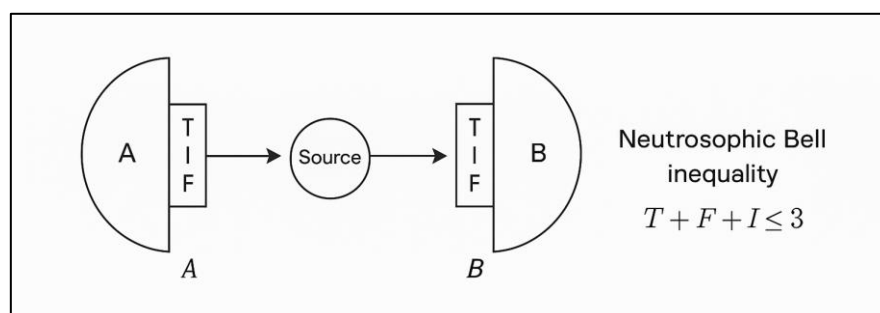 A
T
I
F
Source
T
I
F
B
A
B
Neutrosophic Bell
inequality
T + F + I ≤ 3